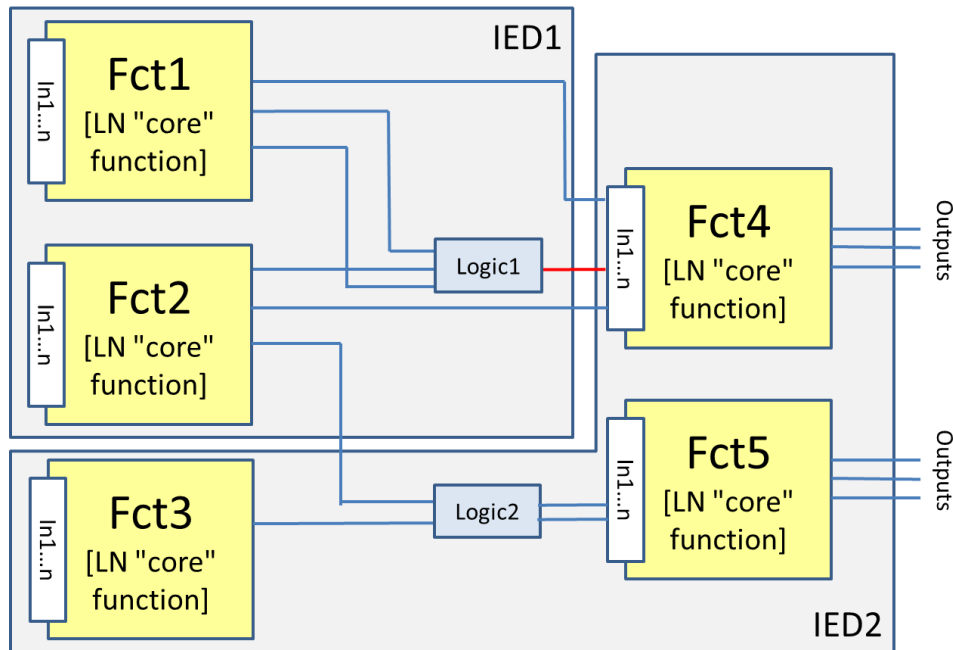 IED1
In1...n
Fct1
[LN "core"
function]
In1...n
Fct4
[LN "core"
function]
Outputs
Logic1
In1...n
Fct2
[LN "core"
function]
In1...n
Fct5
[LN "core"
function]
Outputs
In1...n
Fct3
[LN "core"
function]
Logic2
IED2